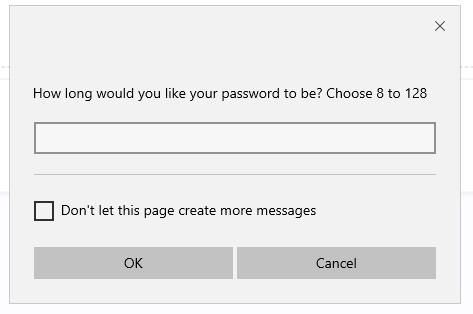 How long would you like your password to be? Choose 8 to 128
Don't let this page create more messages
OK
Cancel